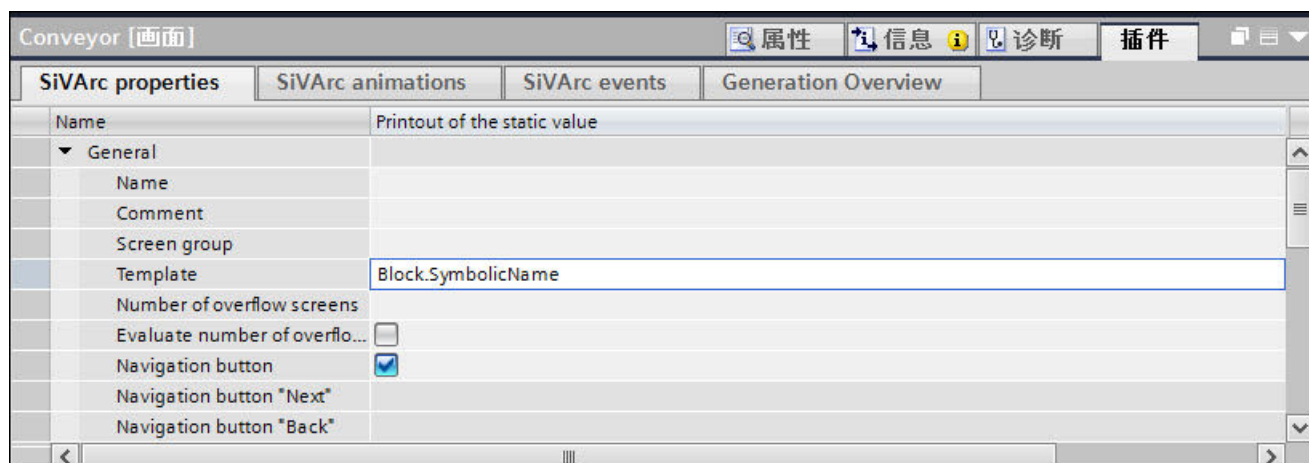 Conveyor [画面]
属性
信息
诊断
插件
SiVArc properties
SiVArc animations
SiVArc events
Generation Overview
Name
Printout of the static value
General
Name
Comment
Screen group
Template
Block.SymbolicName
Number of overflow screens
Evaluate number of overflo...
Navigation button
Navigation button "Next"
Navigation button "Back"